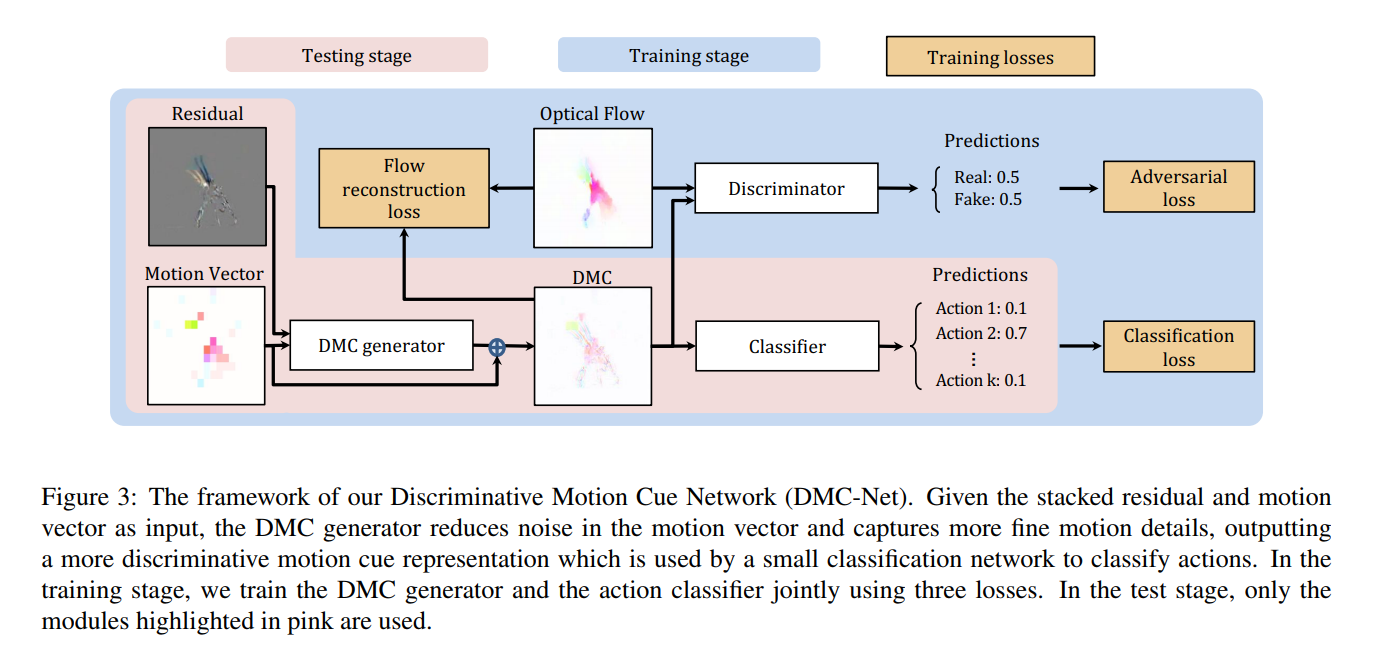 Testing stage
Training stage
Training losses
Residual
Optical Flow
Predictions
Flow
reconstruction
loss
Discriminator
Real: 0.5
Fake: 0.5
Adversarial
loss
Motion Vector
DMC
Predictions
DMC generator
Classifier
Action 1: 0.1
Action 2: 0.7
⋮
Action k: 0.1
Classification
loss
Figure 3: The framework of our Discriminative Motion Cue Network (DMC-Net). Given the stacked residual and motion
vector as input, the DMC generator reduces noise in the motion vector and captures more fine motion details, outputting
a more discriminative motion cue representation which is used by a small classification network to classify actions. In the
training stage, we train the DMC generator and the action classifier jointly using three losses. In the test stage, only the
modules highlighted in pink are used.